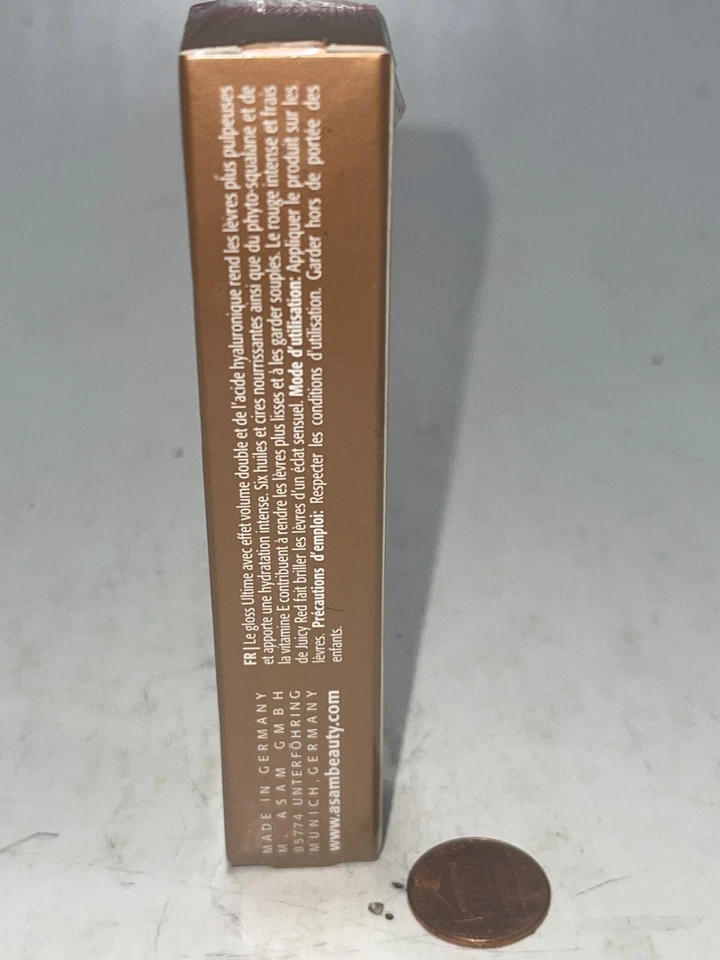 FR | Le gloss Ultime avec effet volume double et de l'acide hyaluronique rend les lèvres plus pulpeuses
et apporte une hydratation intense. Six huiles et cires nourrissantes ainsi que du phyto-squalane et de
la vitamine E contribuent à rendre les lèvres plus lisses et à les garder souples. Le rouge intense et frais
de Juicy Red fait briller les lèvres d'un éclat sensuel. Mode d'utilisation: Appliquer le produit sur les
lèvres. Précautions d'emploi: Respecter les conditions d'utilisation. Garder hors de portée des
enfants.
MADE IN GERMANY
M. ASAM GMBH
85774 UNTERFÖHRING
MUNICH, GERMANY
www.asambeauty.com